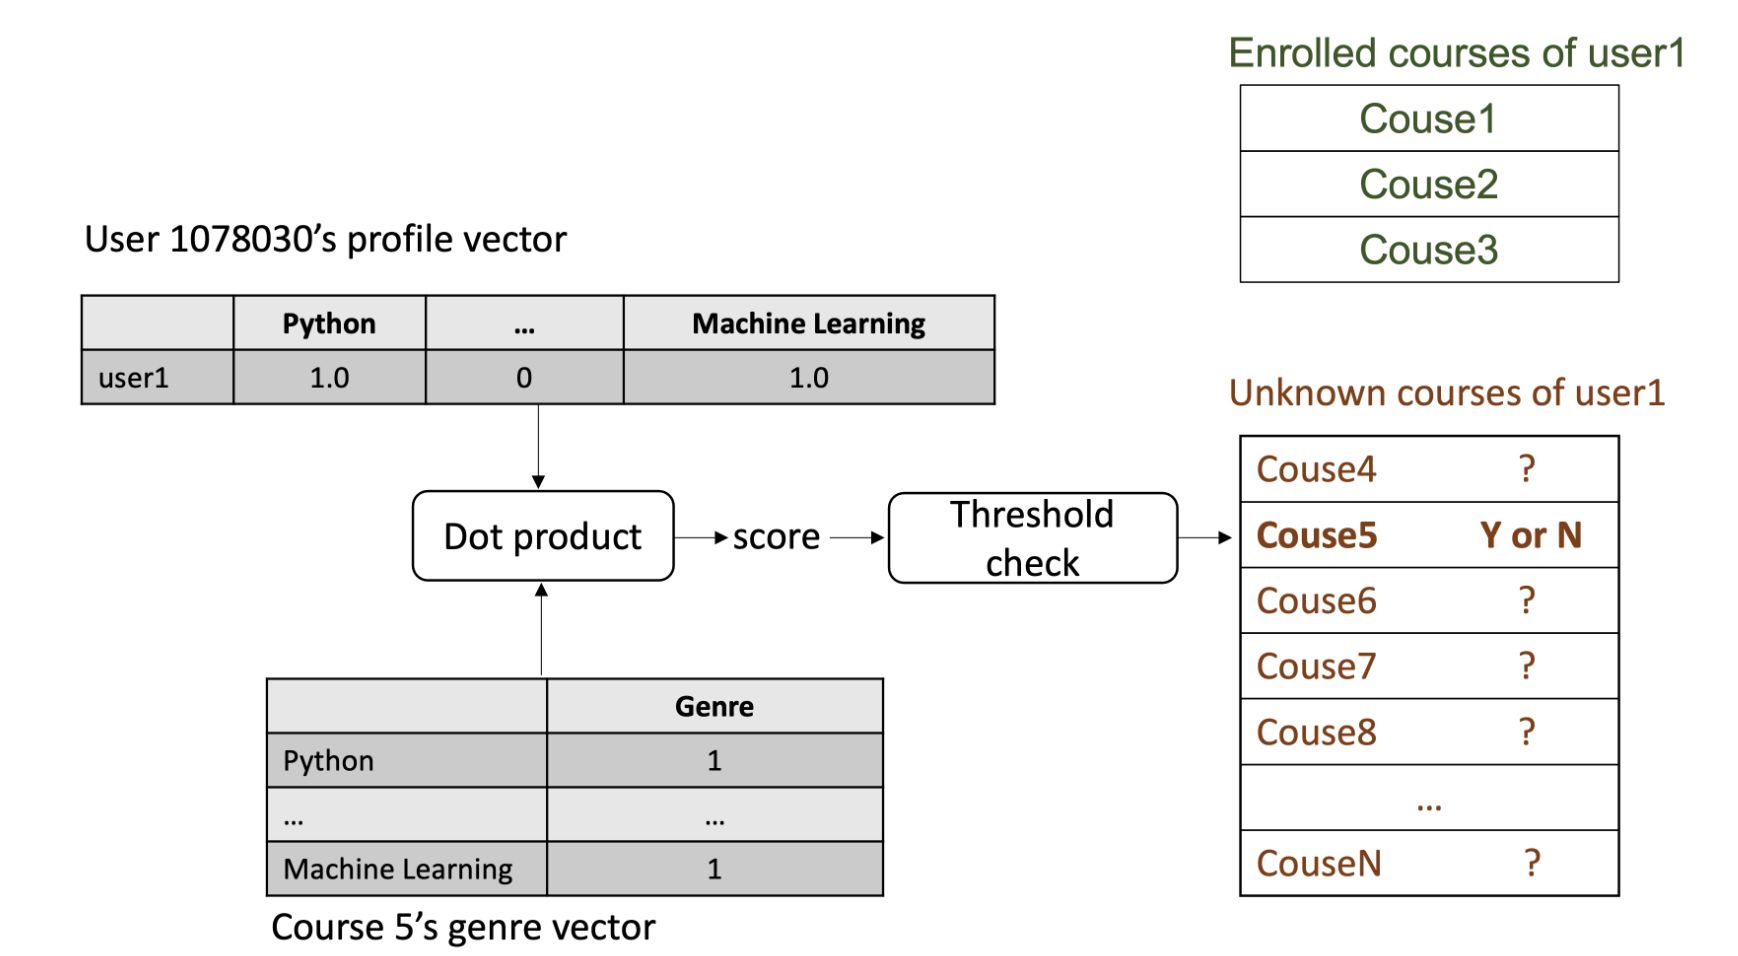 Enrolled courses of user1
Couse1
Couse2
Couse3
User 1078030’s profile vector
Python ... Machine Learning
user1 1.0 0 1.0
Unknown courses of user1
Couse4 ?
Couse5 Y or N
Couse6 ?
Couse7 ?
Couse8 ?
...
CouseN ?
Dot product
score
Threshold
check
Genre
Python 1
... ...
Machine Learning 1
Course 5’s genre vector